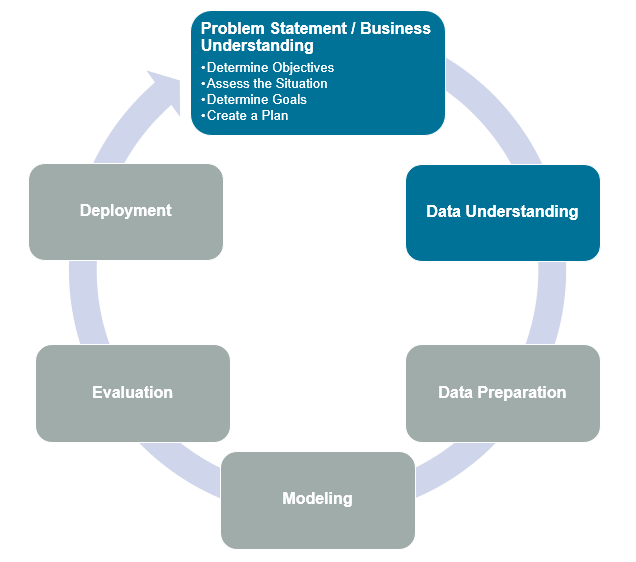 Problem Statement / Business
Understanding
•Determine Objectives
•Assess the Situation
•Determine Goals
•Create a Plan
Deployment
Data Understanding
Evaluation
Data Preparation
Modeling